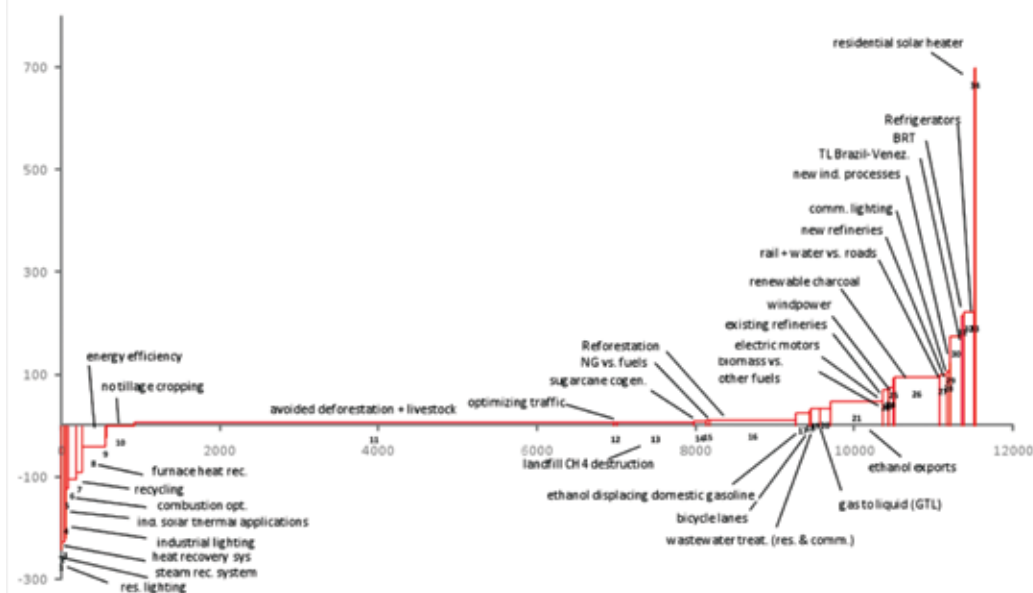 residential solar heater
700
Refrigerators
BRT
TL Brazil-Venez.
500
new ind. processes
comm. lighting
new refineries
rail + water vs. roads
300
renewable charcoal
windpower
existing refineries
Reforestation
electric motors
energy efficiency
NG vs. fuels
biomass vs.
other fuels
100
no tillage cropping
sugarcane cogen.
optimizing traffic
avoided deforestation + livestock
30
26
21
10
11
12
13
14
15
16
2000
4000
6000
8000
10000
12000
9
8
landfill CH4 destruction
ethanol exports
furnace heat rec.
-100
7
recycling
6
ethanol displacing domestic gasoline
combustion opt.
gas to liquid (GTL)
5
ind. solar thermal applications
bicycle lanes
4
industrial lighting
wastewater treat. (res. & comm.)
heat recovery sys
steam rec. system
-300
res. lighting